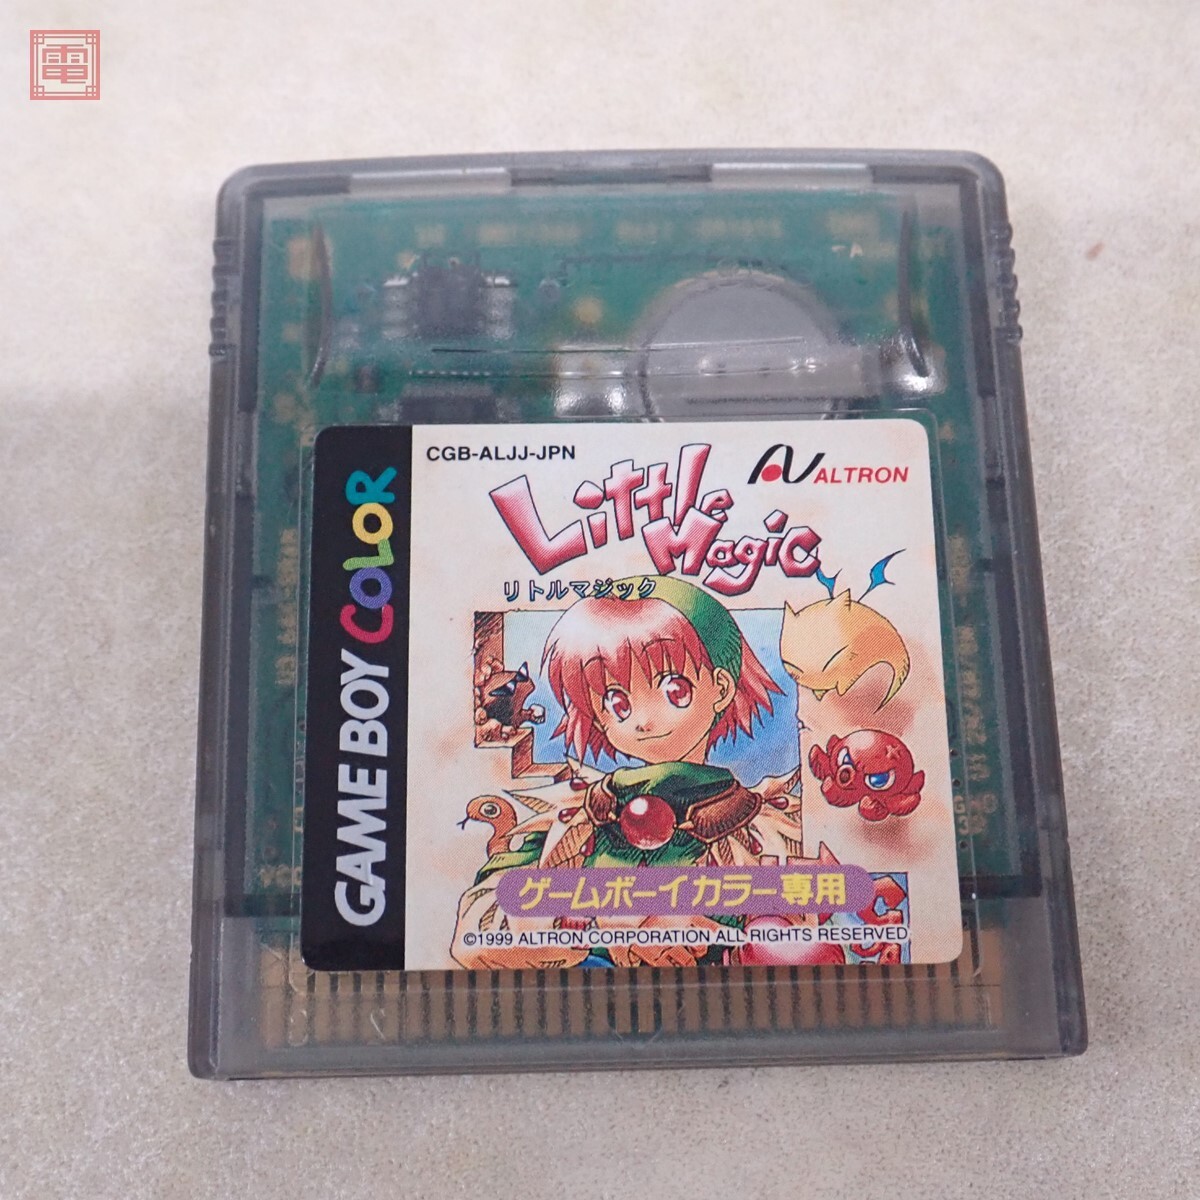 電
CGB-ALJJ-JPN
ALTRON
Little
Magic
リトルマジック
GAME BOY COLOR
ゲームボーイカラー専用
©1999 ALTRON CORPORATION ALL RIGHTS RESERVED